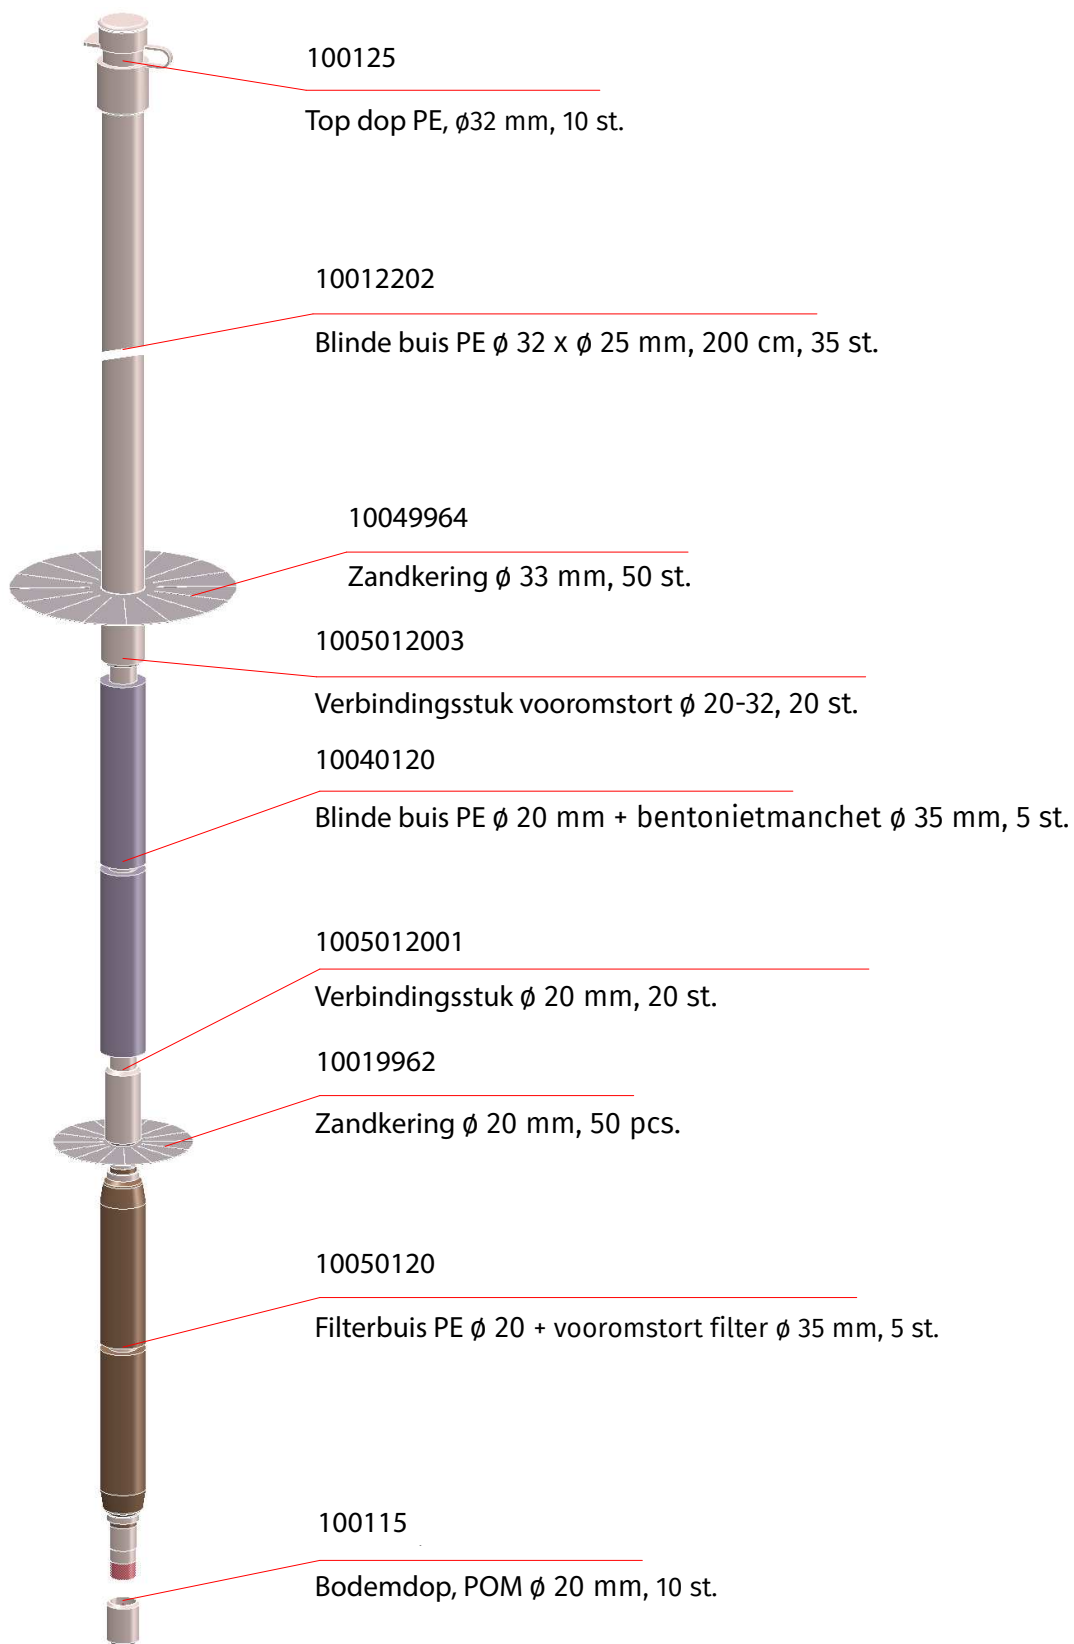 100125
Top dop PE, ø32 mm, 10 st.
10012202
Blinde buis PE ø 32 x ø 25 mm, 200 cm, 35 st.
10049964
Zandkering ø 33 mm, 50 st.
1005012003
Verbindingsstuk vooromstort ø 20-32, 20 st.
10040120
Blinde buis PE ø 20 mm + bentonietmanchet ø 35 mm, 5 st.
1005012001
Verbindingsstuk ø 20 mm, 20 st.
10019962
Zandkering ø 20 mm, 50 pcs.
10050120
Filterbuis PE ø 20 + vooromstort filter ø 35 mm, 5 st.
100115
Bodemdop, POM ø 20 mm, 10 st.